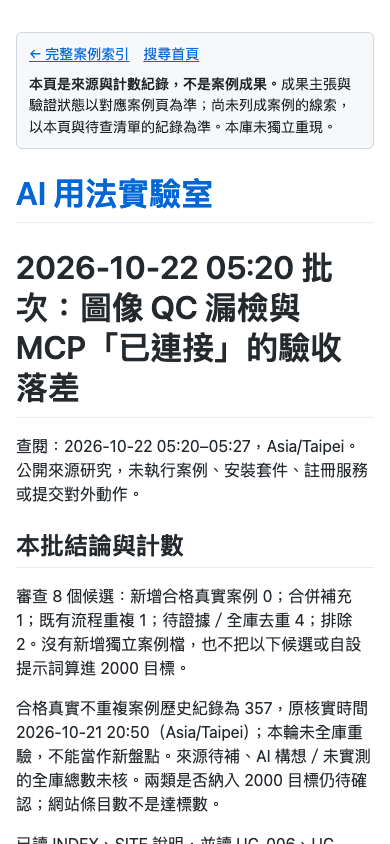 ← 完整案例索引　搜尋首頁
本頁是來源與計數紀錄，不是案例成果。成果主張與
驗證狀態以對應案例頁為準；尚未列成案例的線索，
以本頁與待查清單的紀錄為準。本庫未獨立重現。
AI 用法實驗室
2026-10-22 05:20 批
次：圖像 QC 漏檢與
MCP「已連接」的驗收
落差
查閱：2026-10-22 05:20–05:27，Asia/Taipei。
公開來源研究，未執行案例、安裝套件、註冊服務
或提交對外動作。
本批結論與計數
審查 8 個候選：新增合格真實案例 0；合併補充
1；既有流程重複 1；待證據 / 全庫去重 4；排除
2。沒有新增獨立案例檔，也不把以下候選或自設
提示詞算進 2000 目標。
合格真實不重複案例歷史紀錄為 357，原核實時間
2026-10-21 20:50（Asia/Taipei）；本輪未全庫重
驗，不能當作新盤點。來源待補、AI 構想 / 未實測
的全庫總數未核。兩類是否納入 2000 目標仍待確
認；網站條目數不是達標數。
已讀 INDEX、SITE 說明，並讀 UC-006、UC-